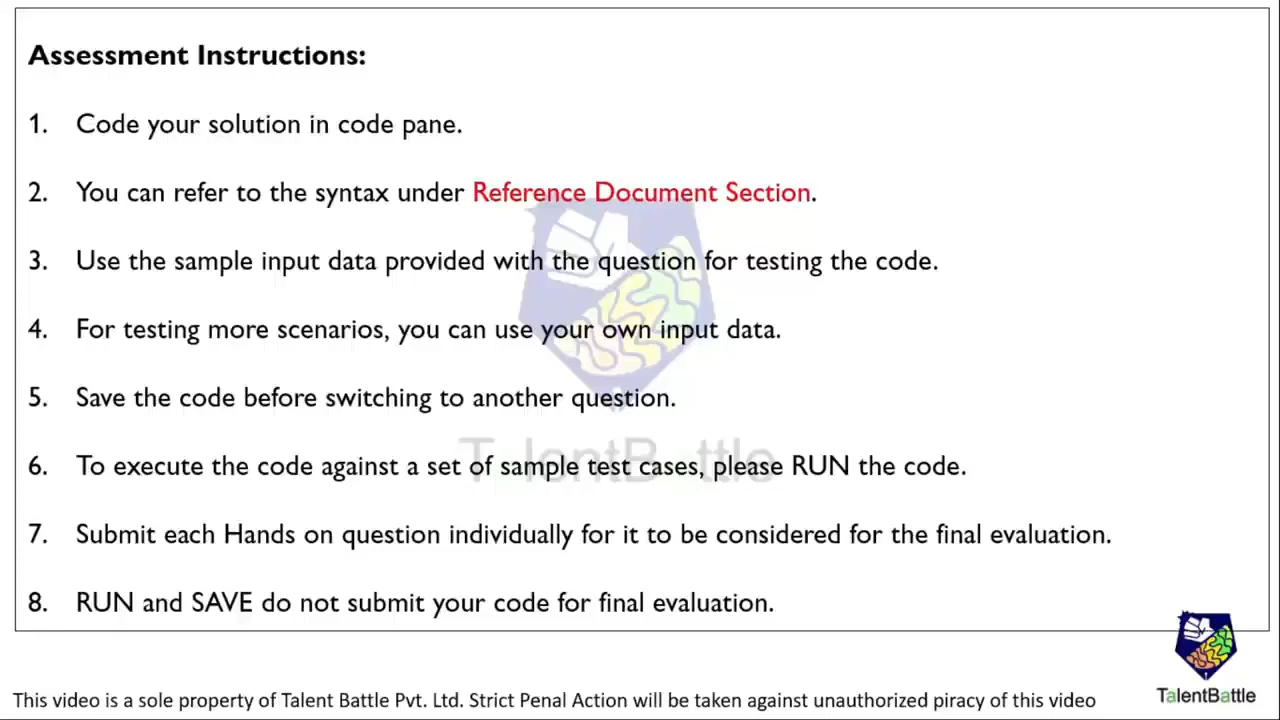 Assessment Instructions:
1. Code your solution in code pane.
2. You can refer to the syntax under Reference Document Section.
3. Use the sample input data provided with the question for testing the code.
4. For testing more scenarios, you can use your own input data.
5. Save the code before switching to another question.
6. To execute the code against a set of sample test cases, please RUN the code.
7. Submit each Hands on question individually for it to be considered for the final evaluation.
8. RUN and SAVE do not submit your code for final evaluation.
TalentBattle
TalentBattle
This video is a sole property of Talent Battle Pvt. Ltd. Strict Penal Action will be taken against unauthorized piracy of this video